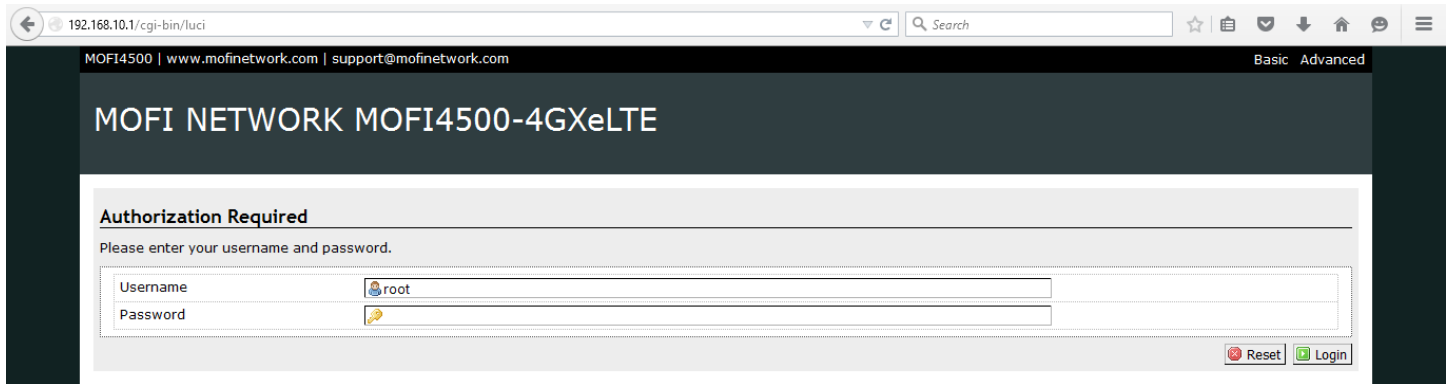 192.168.10.1/cgi-bin/luci Search
MOFI4500 | www.mofinetwork.com | support@mofinetwork.com Basic Advanced
MOFI NETWORK MOFI4500-4GXeLTE
Authorization Required
Please enter your username and password.
Username root
Password
Reset Login